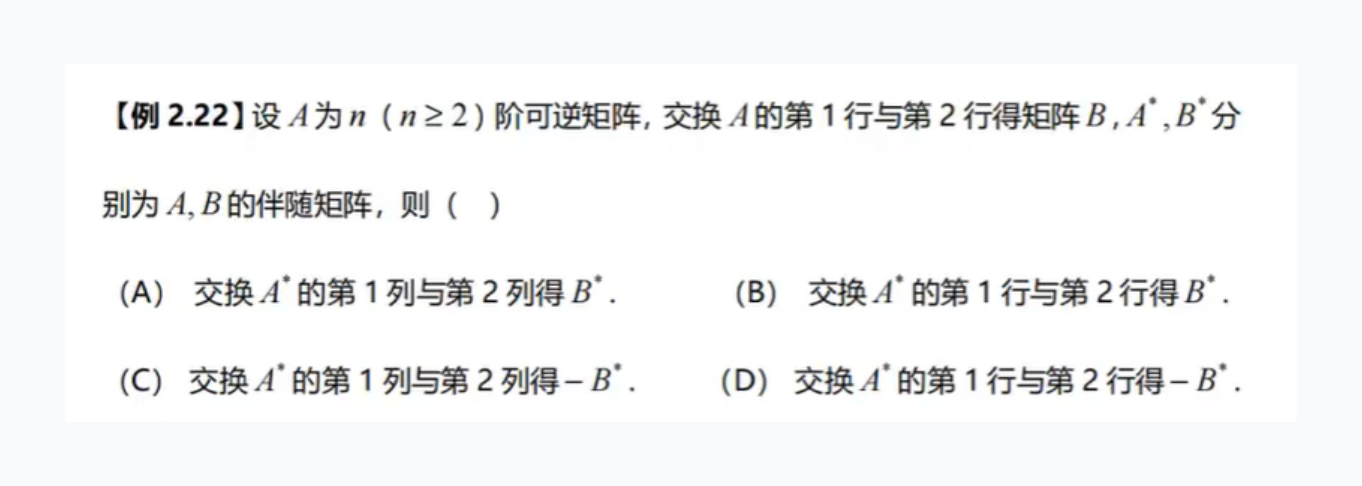 【例 2.22】设 A 为 n（n ≥ 2）阶可逆矩阵, 交换 A 的第 1 行与第 2 行得矩阵 B , A* , B* 分
别为 A, B 的伴随矩阵，则（ ）
（A） 交换 A* 的第 1 列与第 2 列得 B* . （B） 交换 A* 的第 1 行与第 2 行得 B* .
（C） 交换 A* 的第 1 列与第 2 列得 − B* . （D） 交换 A* 的第 1 行与第 2 行得 − B* .